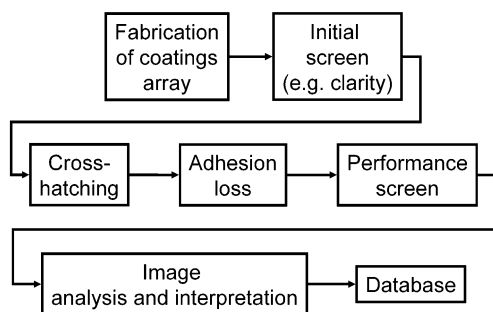 Fabrication
of coatings
array
Initial
screen
(e.g. clarity)
Cross-
hatching
Adhesion
loss
Performance
screen
Image
analysis and interpretation
Database